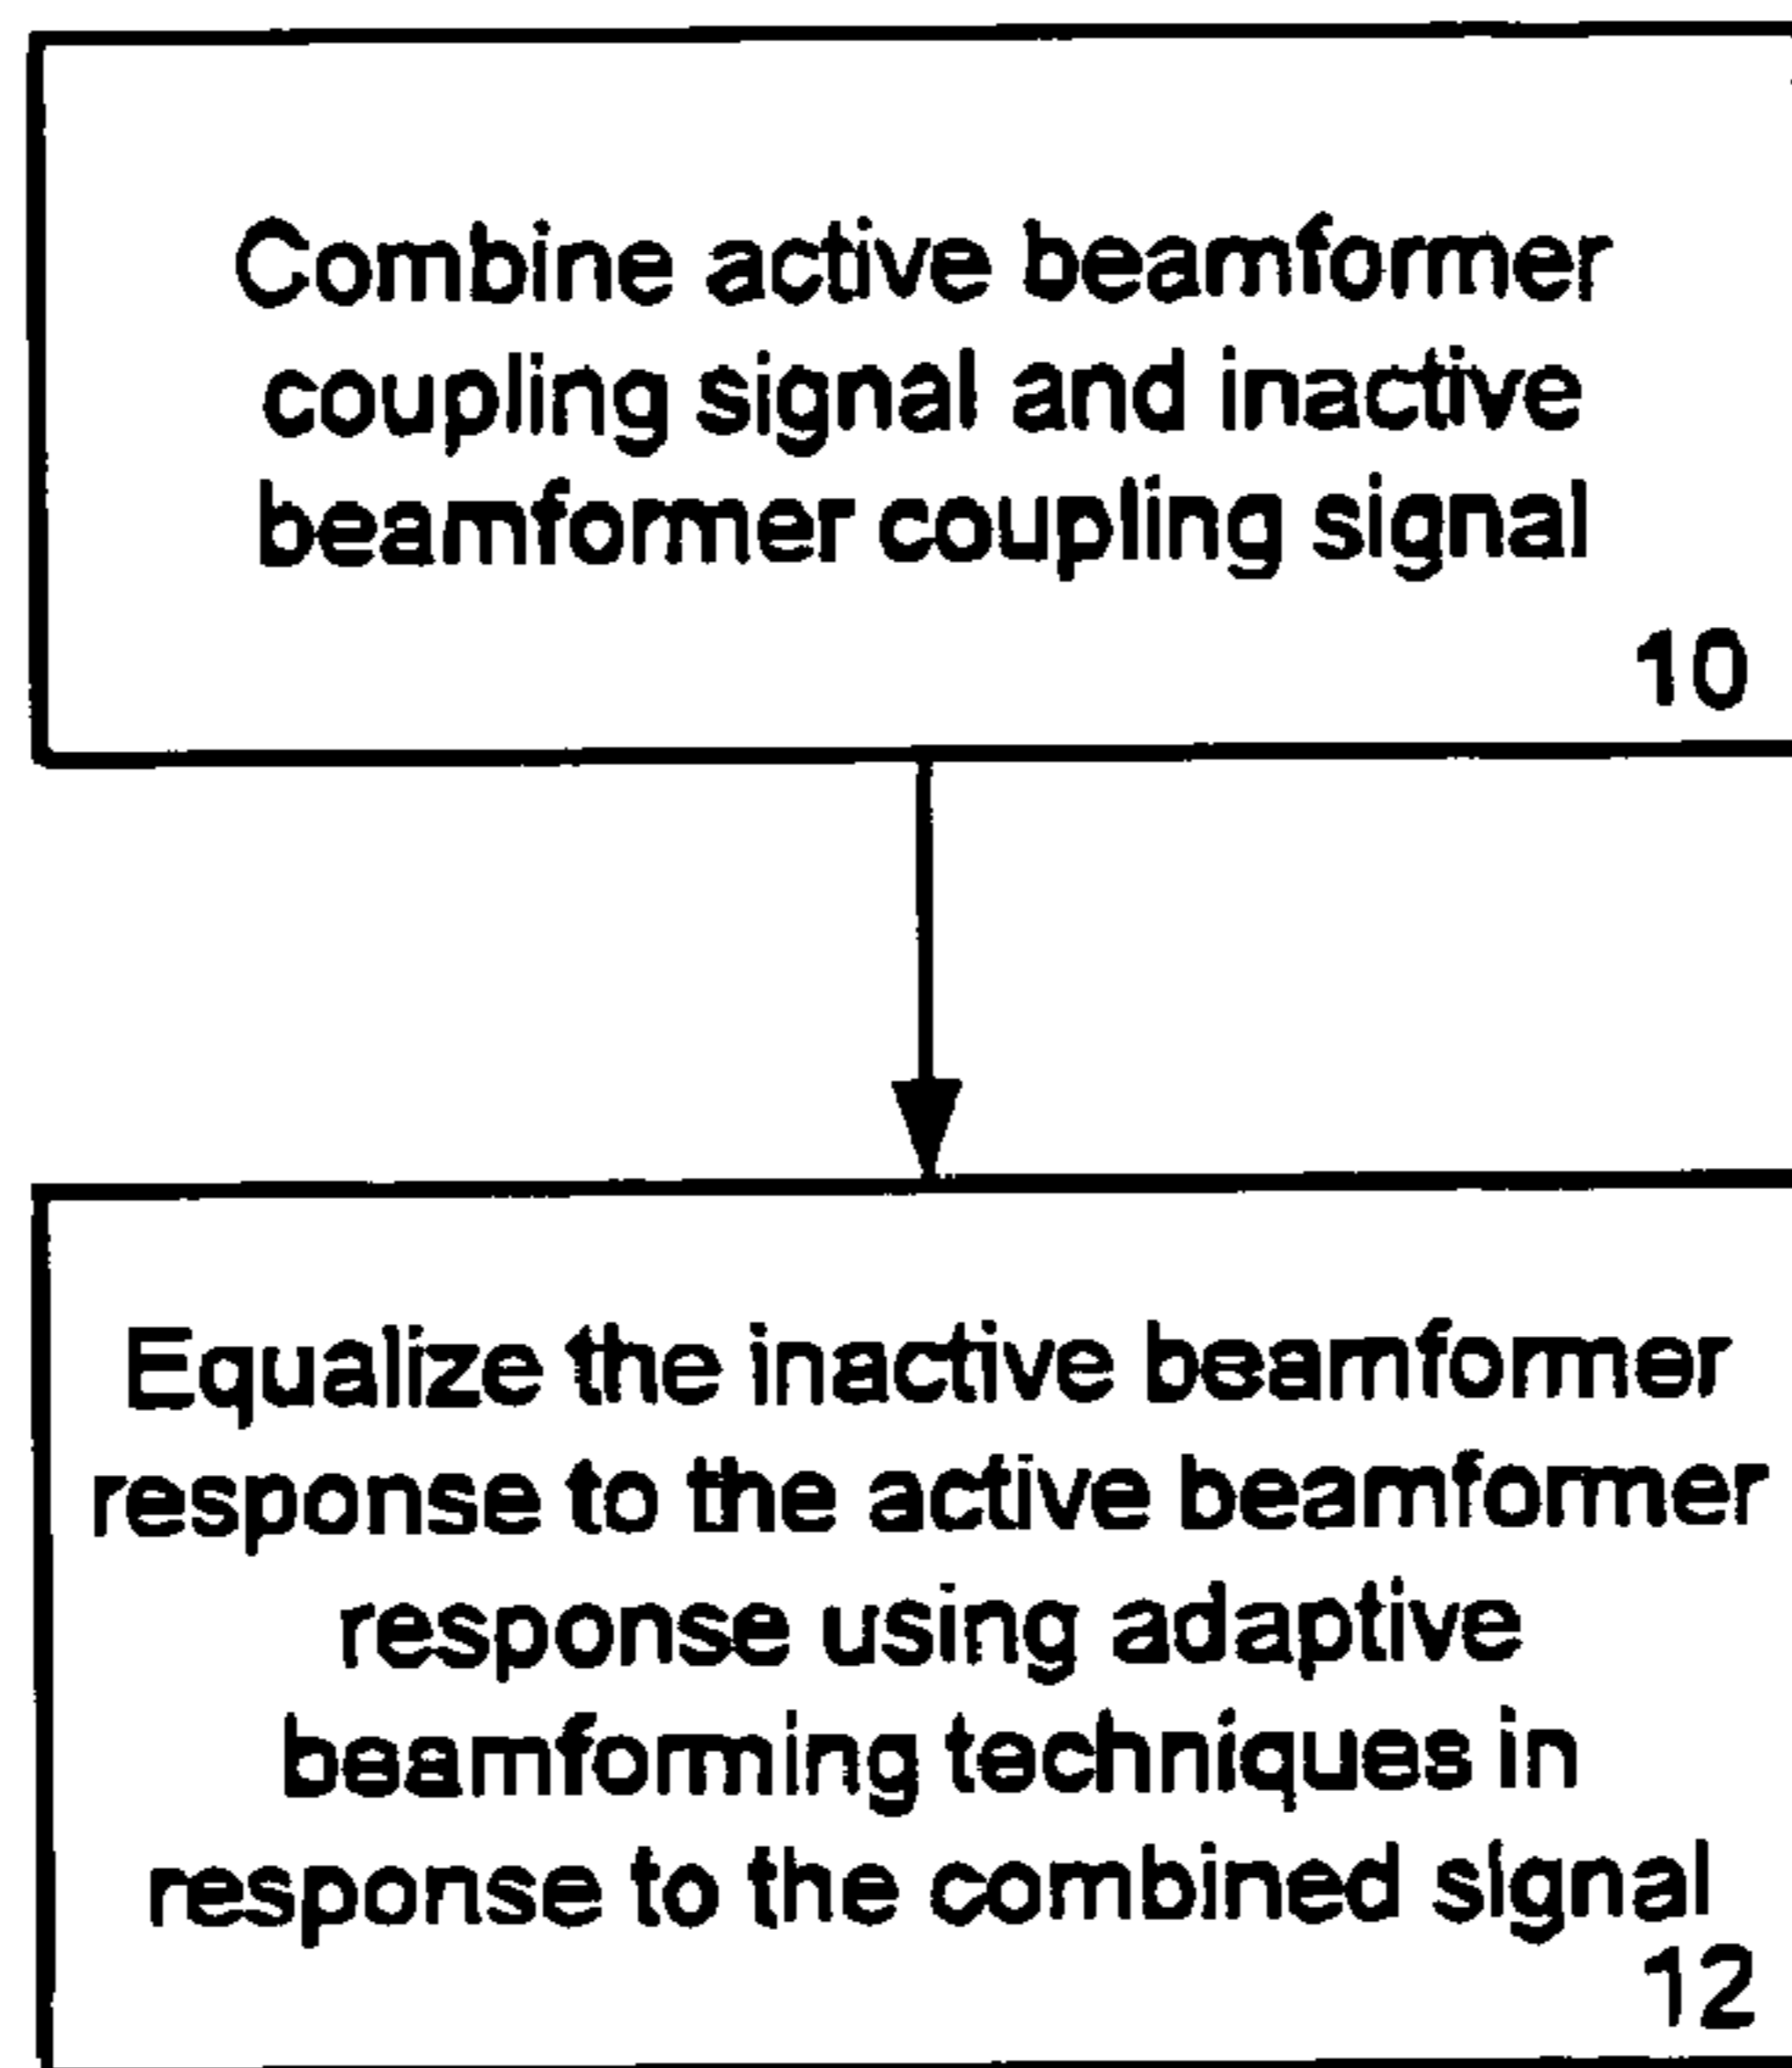 Combine active beamformer
coupling signal and inactive
beamformer coupling signal
10
Equalize the inactive beamformer
response to the active beamformer
response using adaptive
beamforming techniques in
response to the combined signal
12